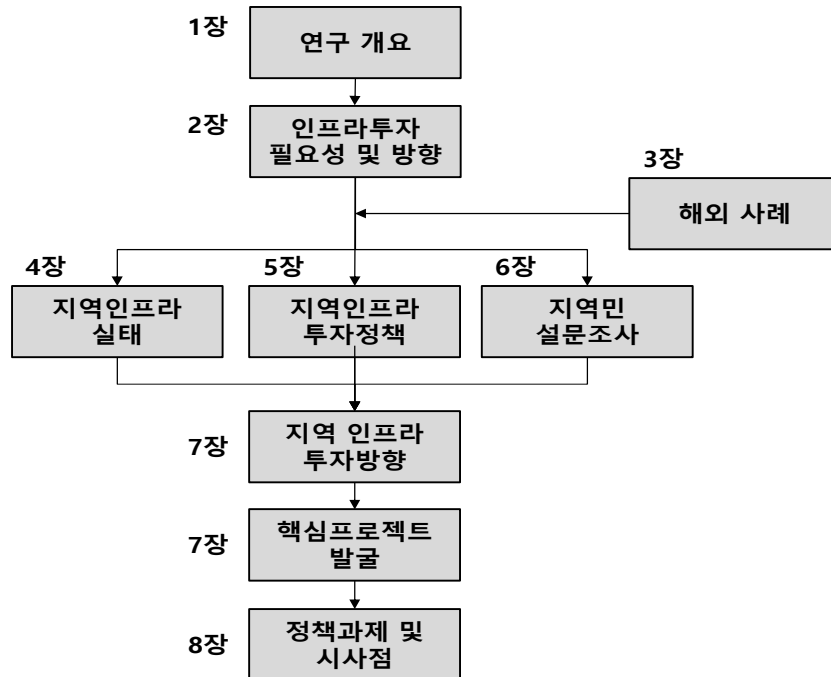 1장
연구 개요
2장
인프라투자
필요성 및 방향
3장
해외 사례
4장
지역인프라
실태
5장
지역인프라
투자정책
6장
지역민
설문조사
7장
지역 인프라
투자방향
7장
핵심프로젝트
발굴
8장
정책과제 및
시사점